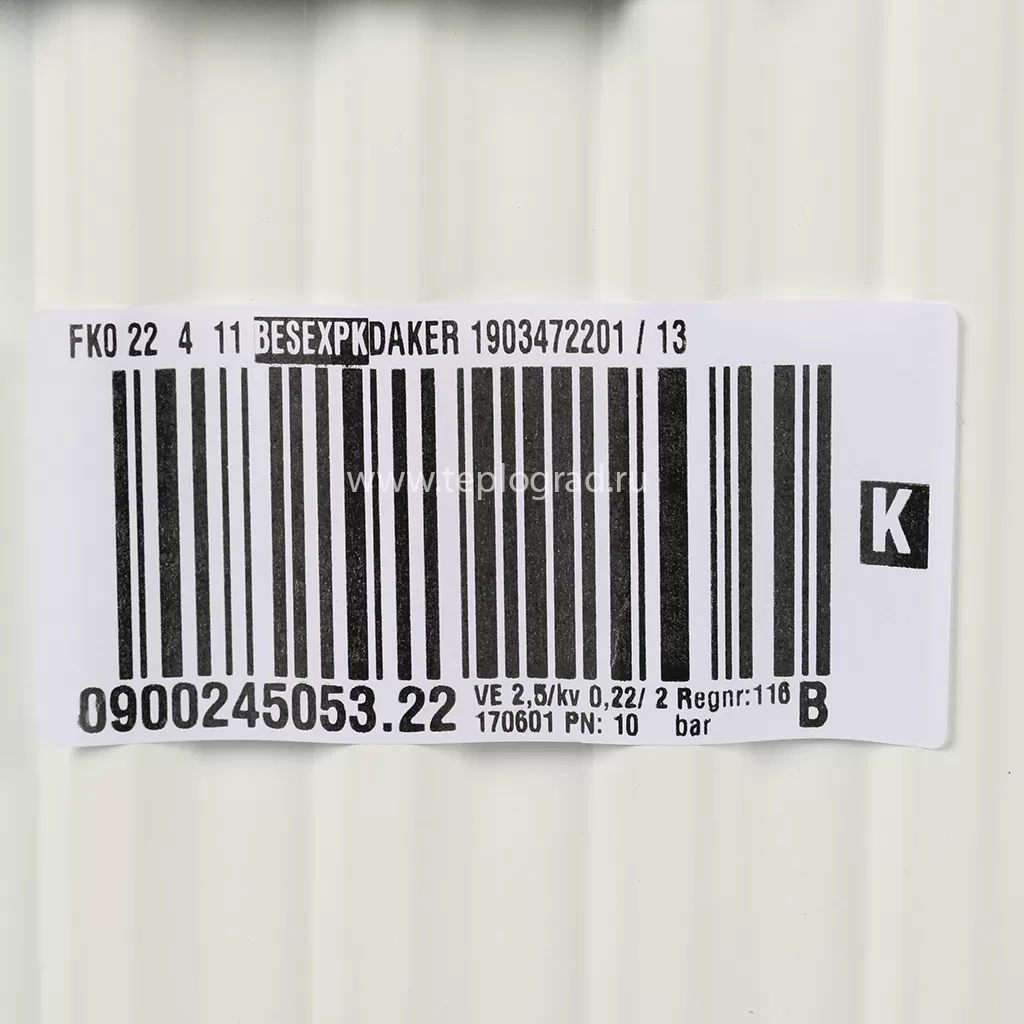 FKO 22 4 11 BESEXPKDAKER 1903472201 / 13
www.teplograd.ru
K
0900245053.22
VE 2,5/kv 0,22/ 2 Regnr:116
170601 PN: 10 bar
B